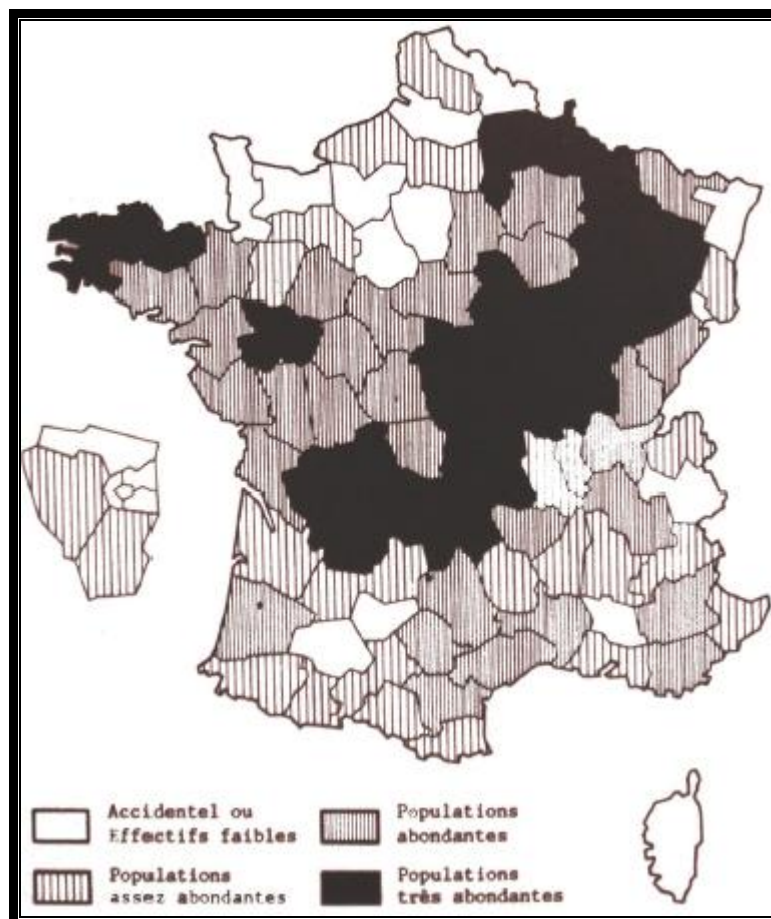 Accidentel ou
Effectifs faibles
Populations
assez abondantes
Populations
abondantes
Populations
très abondantes